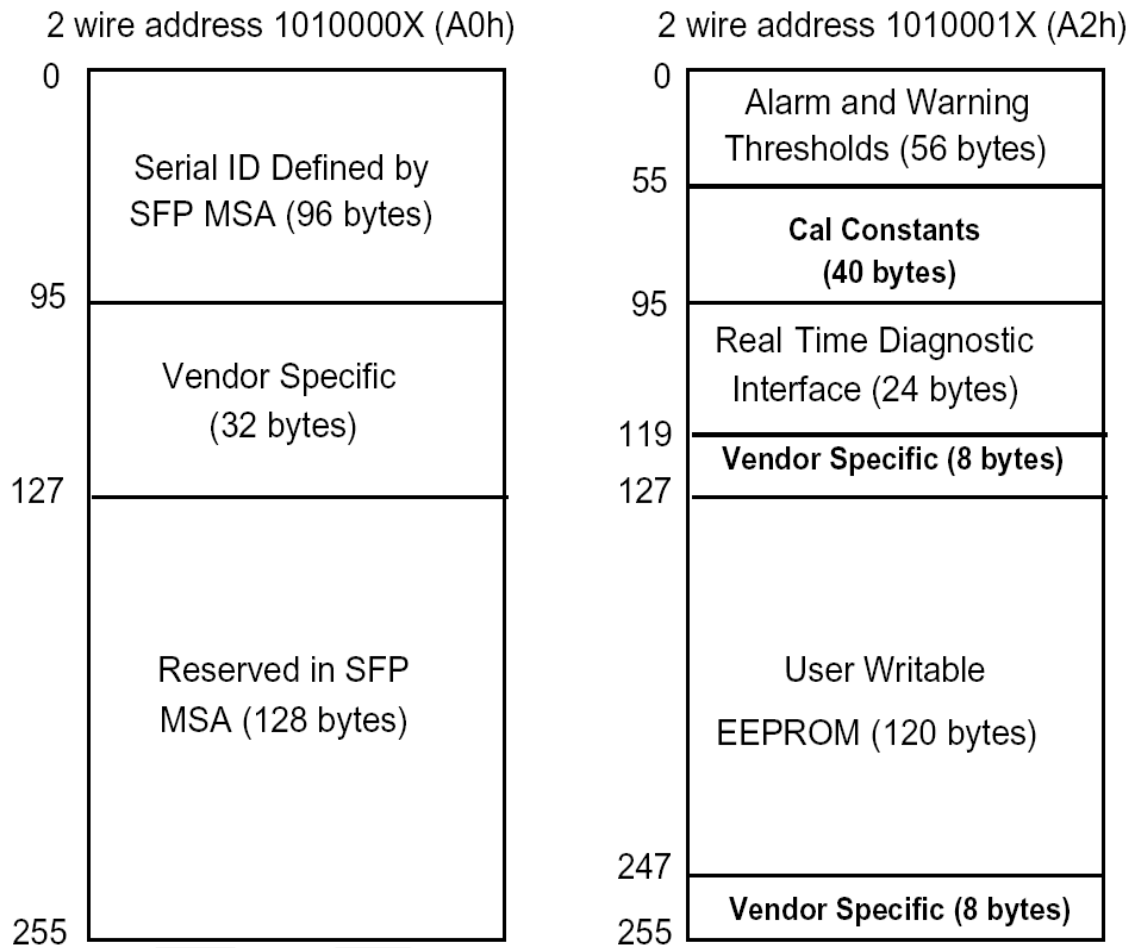 2 wire address 1010000X (A0h)
0
Serial ID Defined by
SFP MSA (96 bytes)
95
Vendor Specific
(32 bytes)
127
Reserved in SFP
MSA (128 bytes)
255
2 wire address 1010001X (A2h)
0
Alarm and Warning
Thresholds (56 bytes)
55
Cal Constants
(40 bytes)
95
Real Time Diagnostic
Interface (24 bytes)
119
Vendor Specific (8 bytes)
127
User Writable
EEPROM (120 bytes)
247
Vendor Specific (8 bytes)
255